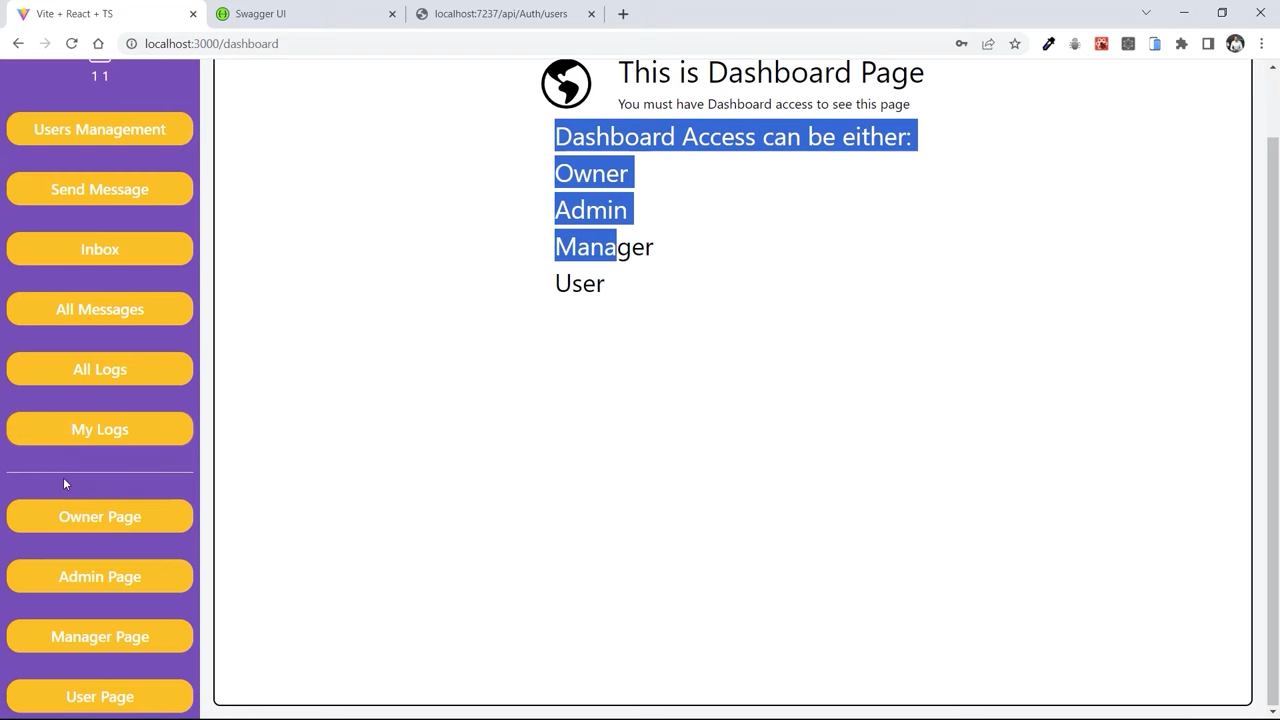 Vite + React + TS
Swagger UI
localhost:7237/api/Auth/users
localhost:3000/dashboard
1 1
Users Management
Send Message
Inbox
All Messages
All Logs
My Logs
Owner Page
Admin Page
Manager Page
User Page
This is Dashboard Page
You must have Dashboard access to see this page
Dashboard Access can be either:
Owner
Admin
Manager
User